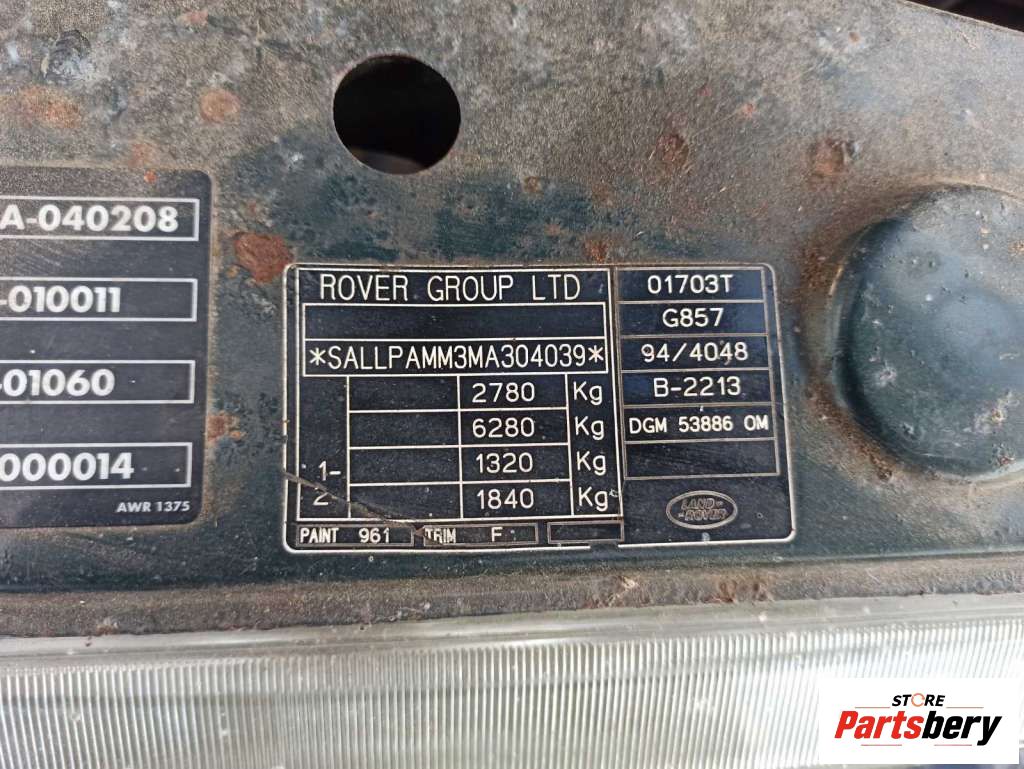 A-040208
-010011
-01060
000014
AWR 1375
ROVER GROUP LTD
*SALLPAMM3MA304039*
2780 Kg
6280 Kg
1- 1320 Kg
2- 1840 Kg
PAINT 961 TRIM F
01703T
G857
94/4048
B-2213
DGM 53886 OM
LAND-
-ROVER
STORE
Partsbery